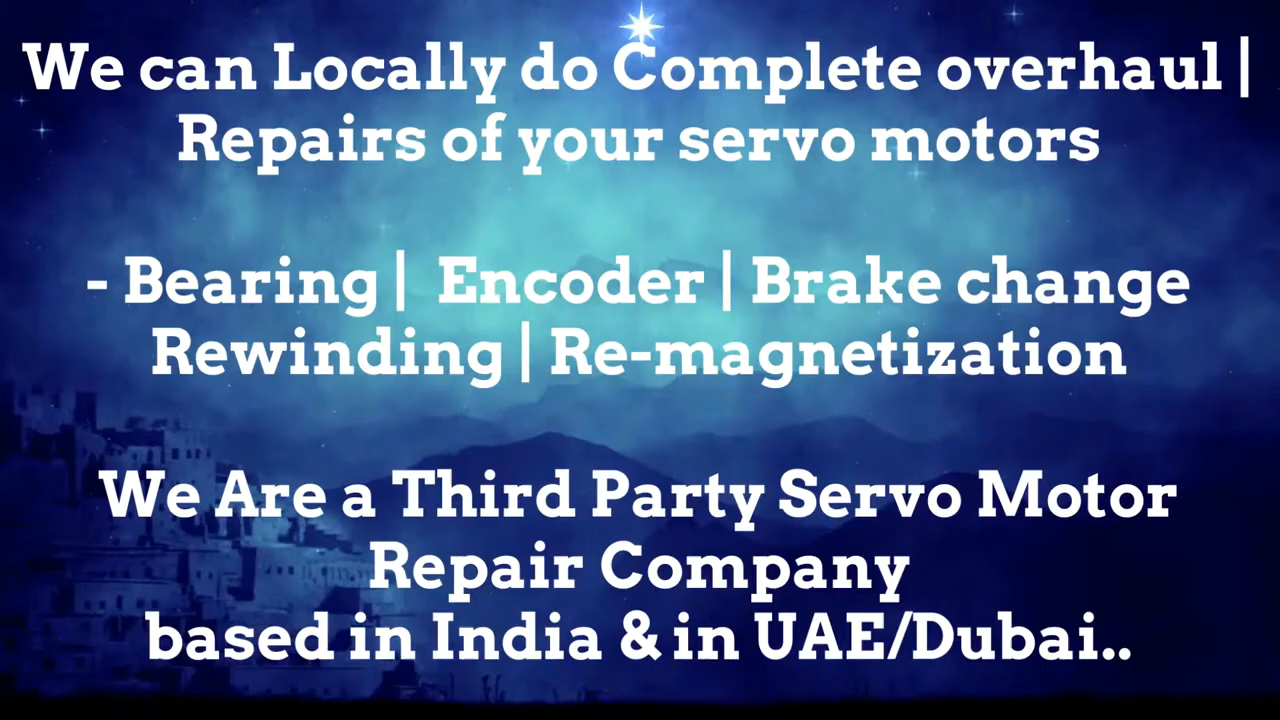 We can Locally do Complete overhaul |
Repairs of your servo motors
- Bearing | Encoder | Brake change
Rewinding | Re-magnetization
We Are a Third Party Servo Motor
Repair Company
based in India & in UAE/Dubai..